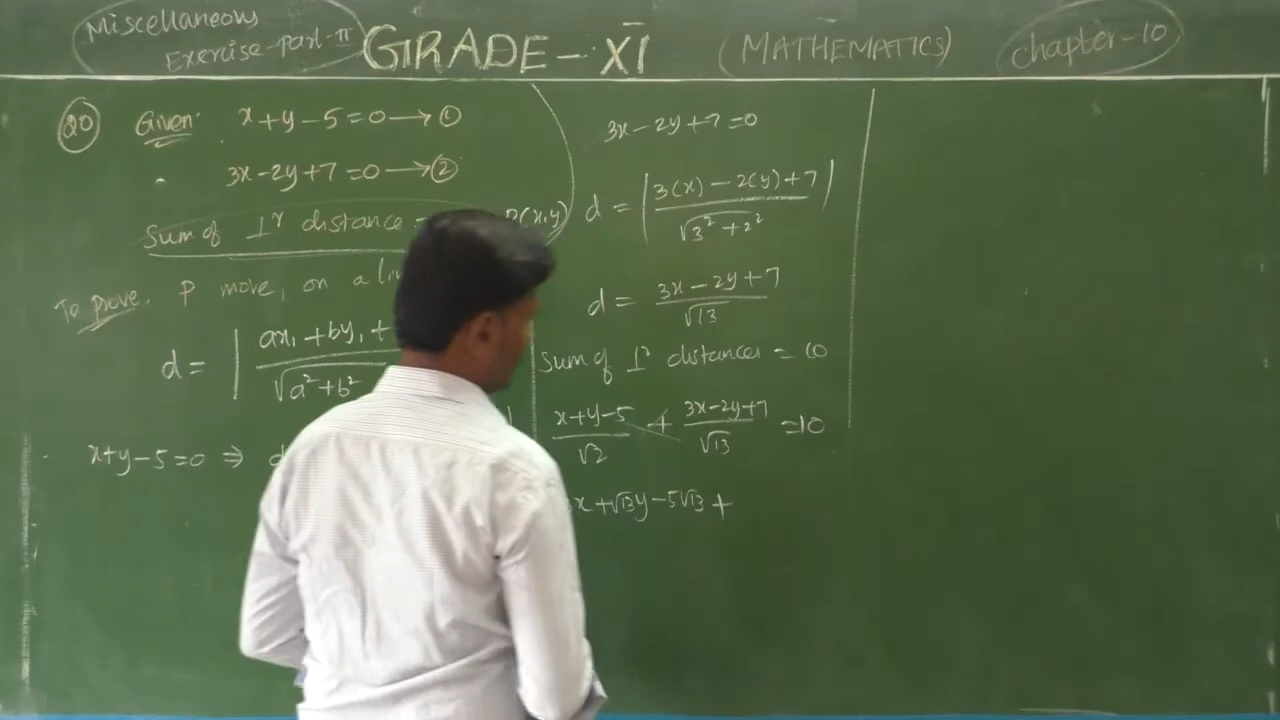 Miscellaneous
Exercise-part-II
GRADE-XI
(MATHEMATICS)
chapter-10
20 Given: x+y-5=0→①
3x-2y+7=0→②
Sum of ⊥r distance = P(x,y)
To prove. P move, on a
d = | ax₁+by₁+
√a²+b²
x+y-5=0 ⇒ d
3x-2y+7=0
d = | 3(x)-2(y)+7 |
√3²+2²
d = 3x-2y+7
√13
Sum of ⊥r distances = 10
x+y-5 + 3x-2y+7 =10
√2 √13
x+√13y-5√13+